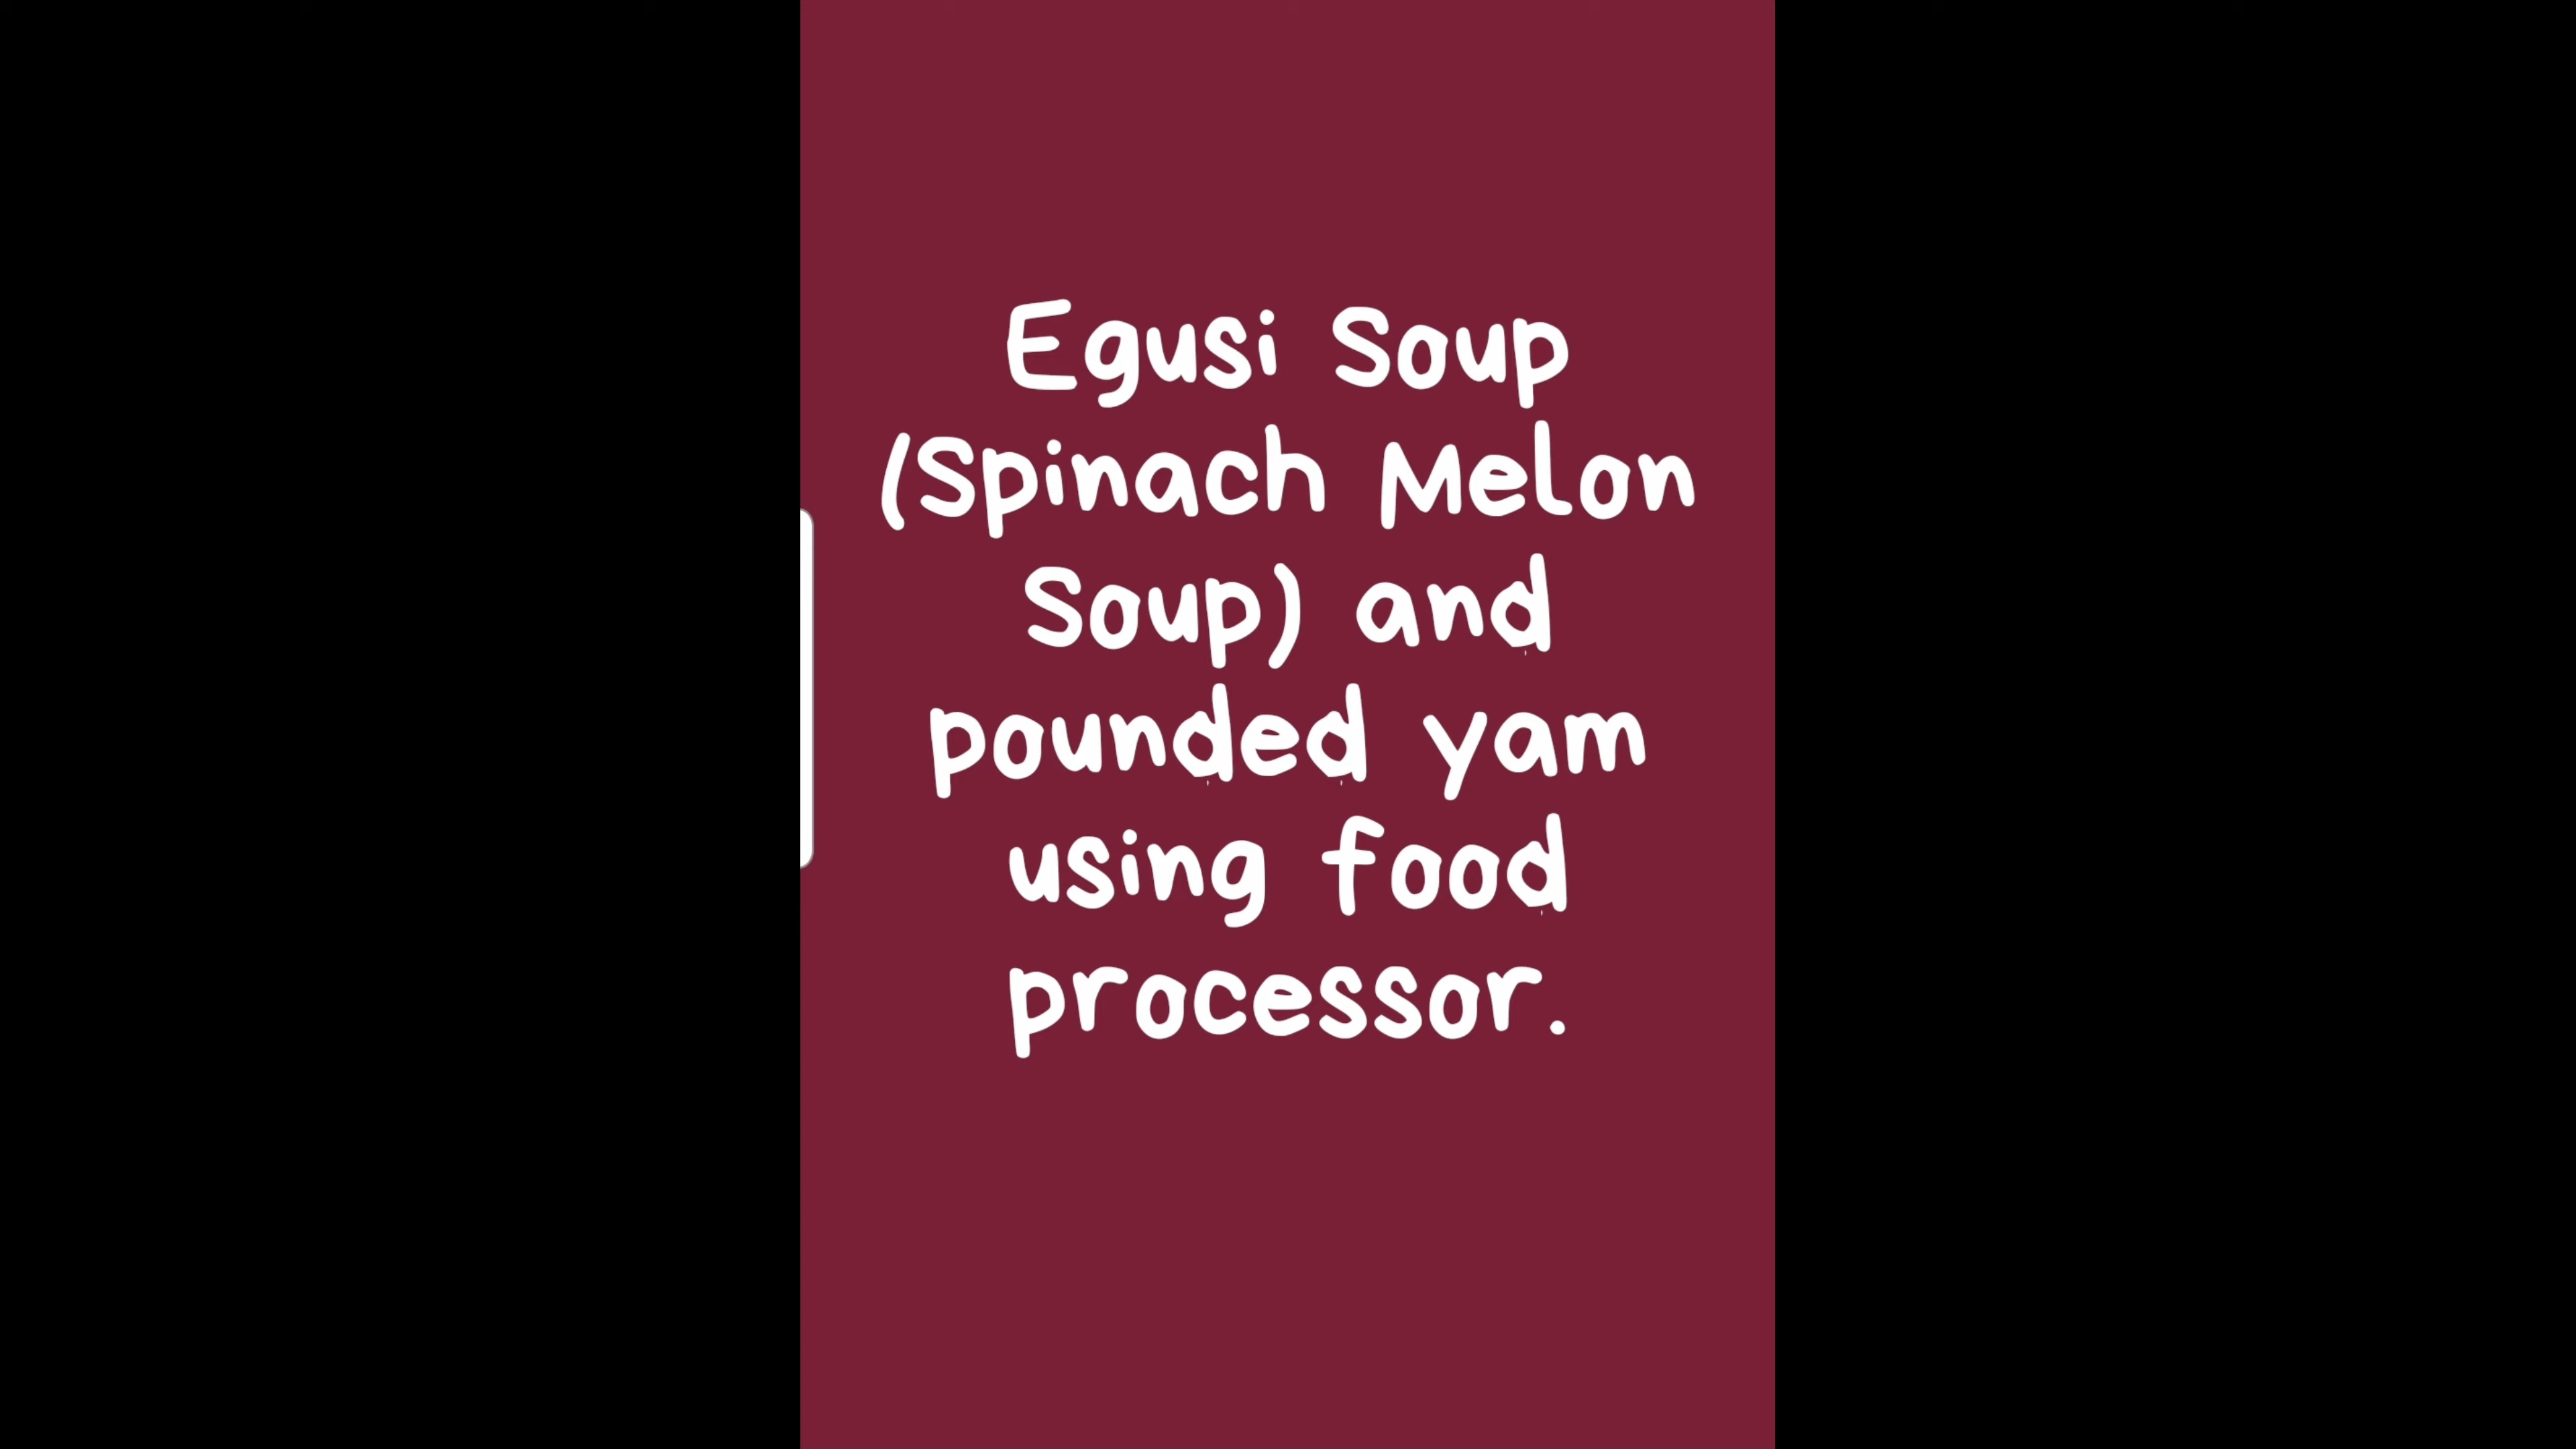 Egusi Soup
(Spinach Melon
Soup) and
pounded yam
using food
processor.